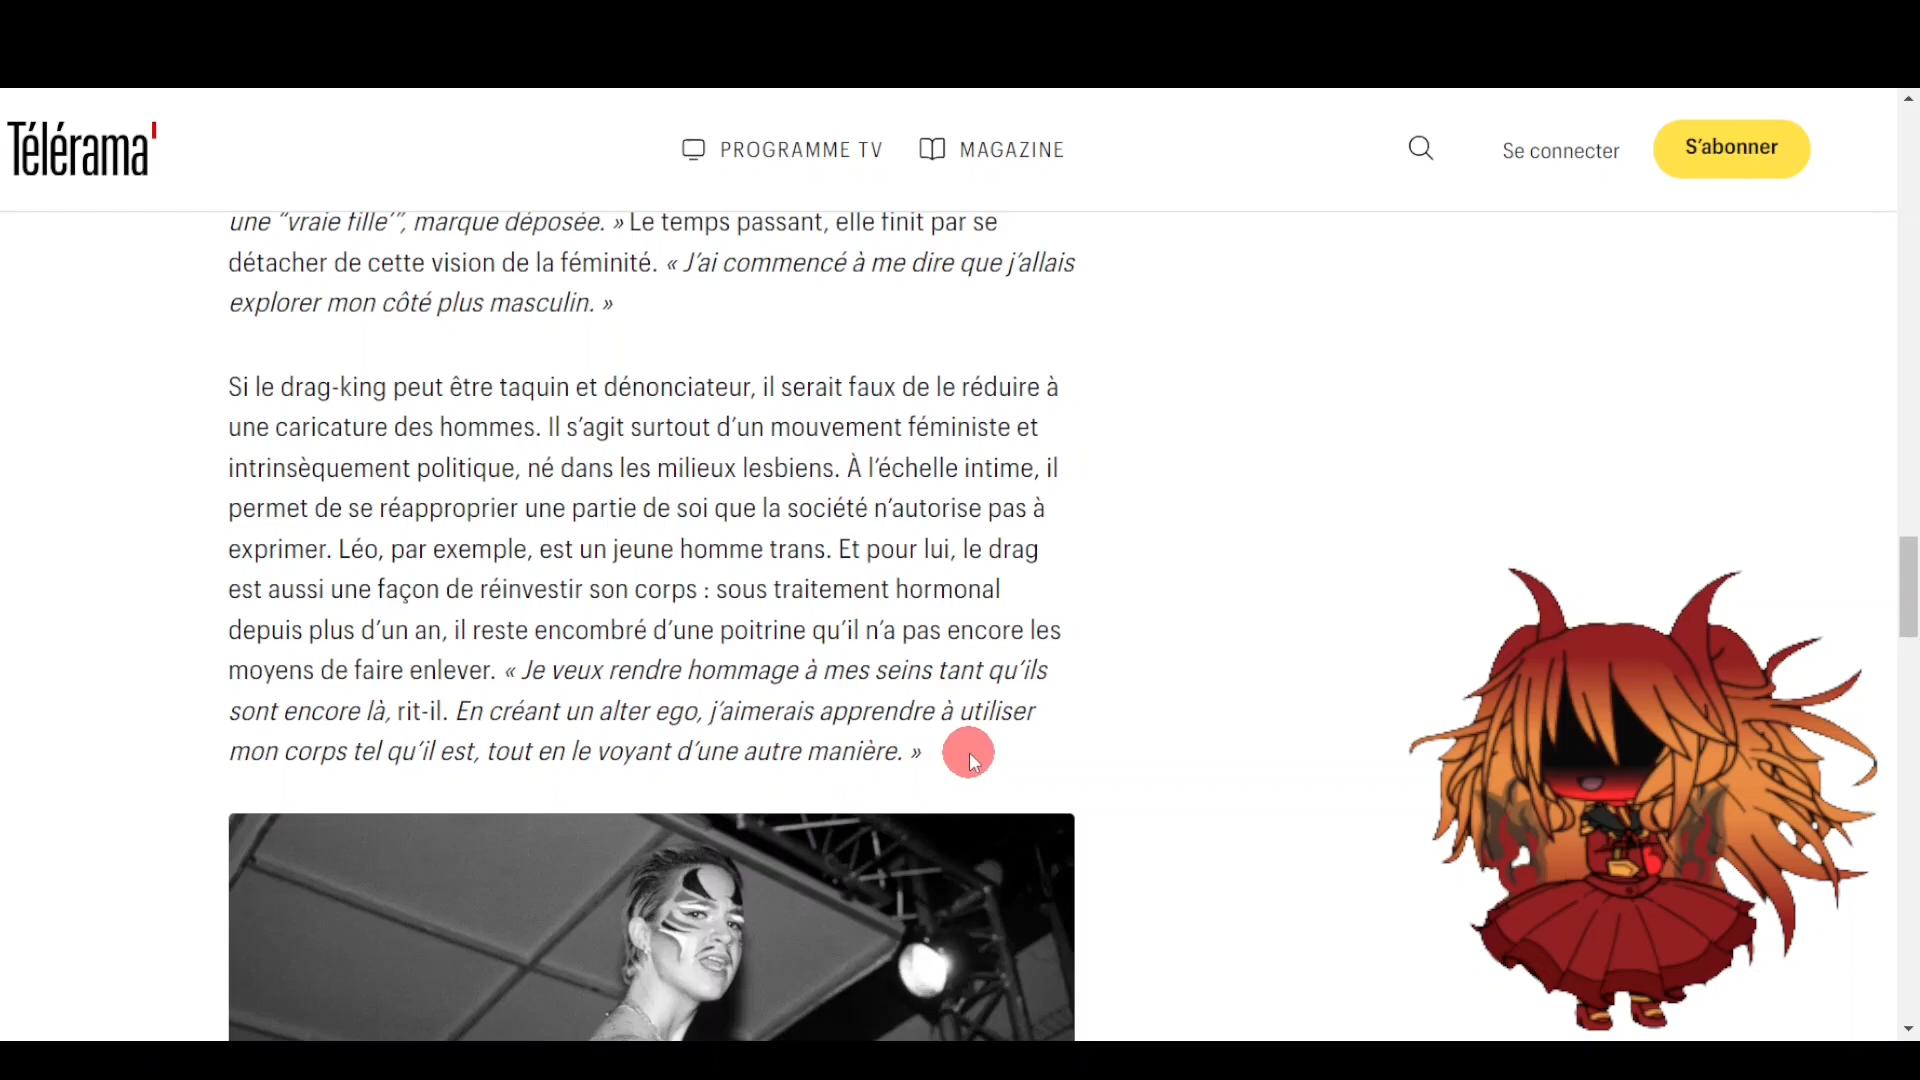 Télérama'
PROGRAMME TV
MAGAZINE
Se connecter
S'abonner
une “vraie fille’”, marque déposée. » Le temps passant, elle finit par se
détacher de cette vision de la féminité. « J’ai commencé à me dire que j’allais
explorer mon côté plus masculin. »
Si le drag-king peut être taquin et dénonciateur, il serait faux de le réduire à
une caricature des hommes. Il s’agit surtout d’un mouvement féministe et
intrinsèquement politique, né dans les milieux lesbiens. À l’échelle intime, il
permet de se réapproprier une partie de soi que la société n’autorise pas à
exprimer. Léo, par exemple, est un jeune homme trans. Et pour lui, le drag
est aussi une façon de réinvestir son corps : sous traitement hormonal
depuis plus d’un an, il reste encombré d’une poitrine qu’il n’a pas encore les
moyens de faire enlever. « Je veux rendre hommage à mes seins tant qu’ils
sont encore là, rit-il. En créant un alter ego, j’aimerais apprendre à utiliser
mon corps tel qu’il est, tout en le voyant d’une autre manière. »